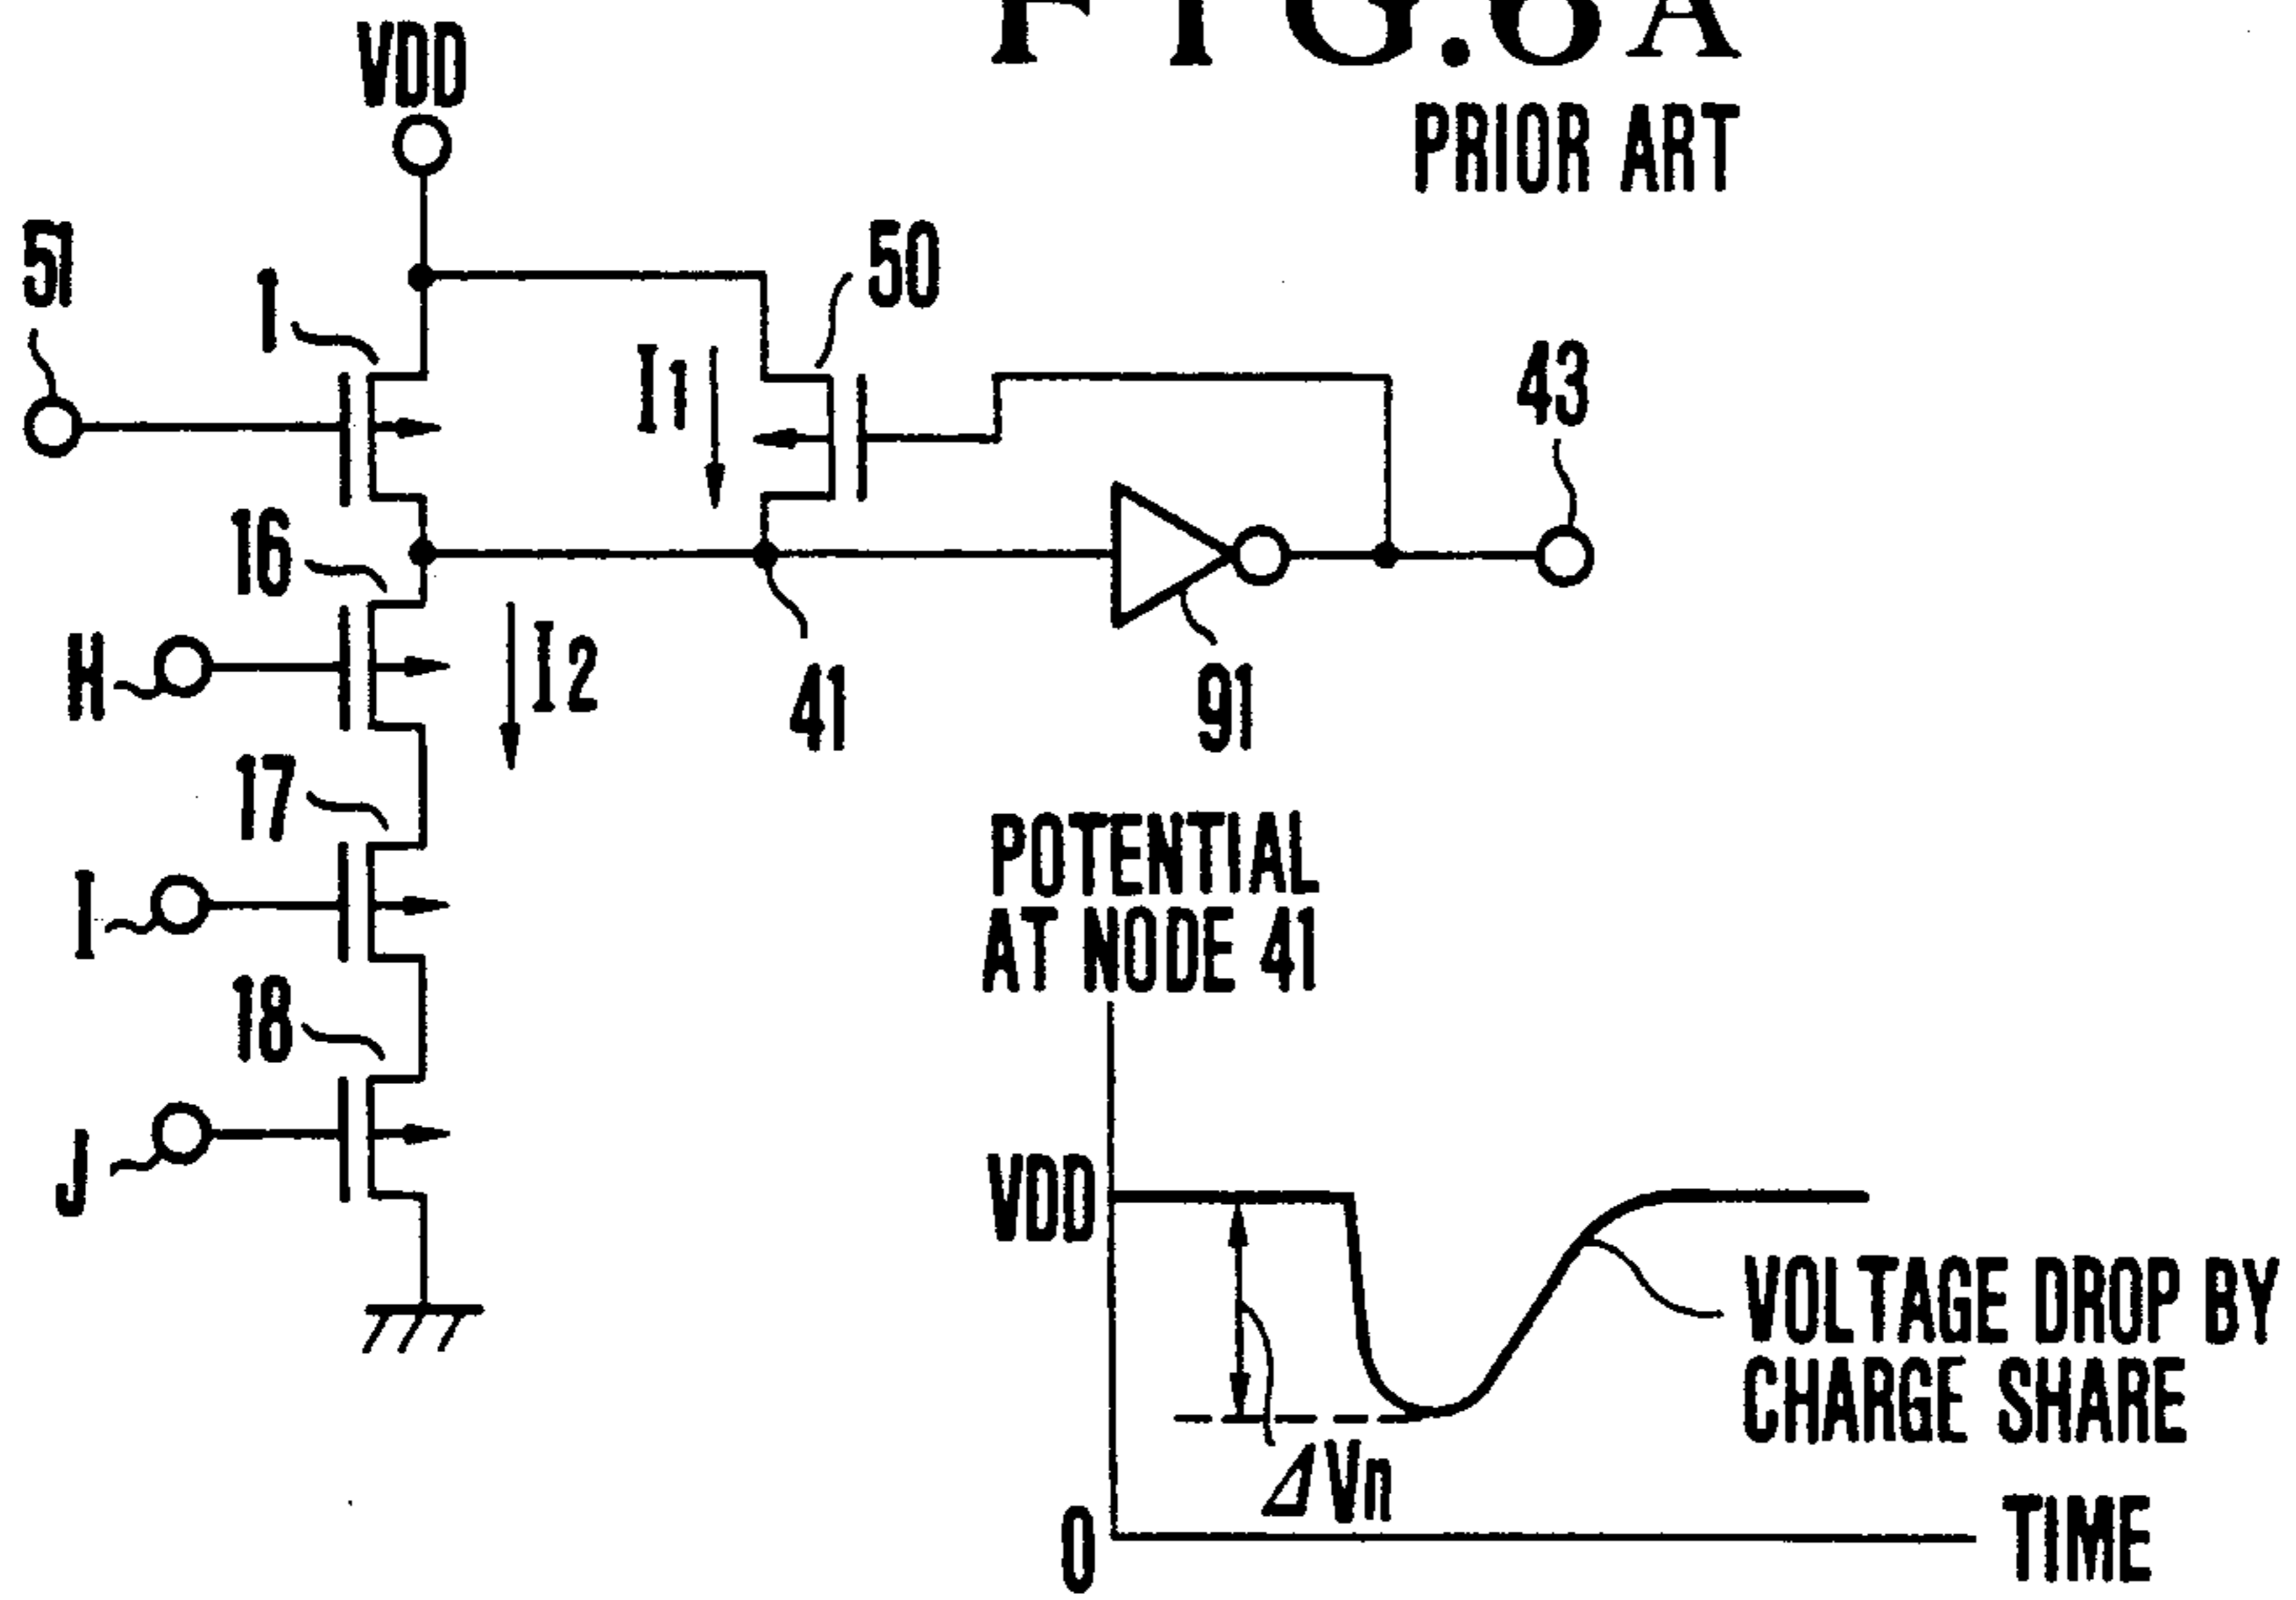 FIG.6A
PRIOR ART
VDD
51
1
50
I1
43
16
H
I2
41
91
17
I
18
J
POTENTIAL
AT NODE 41
VDD
ΔVn
VOLTAGE DROP BY
CHARGE SHARE
0
TIME